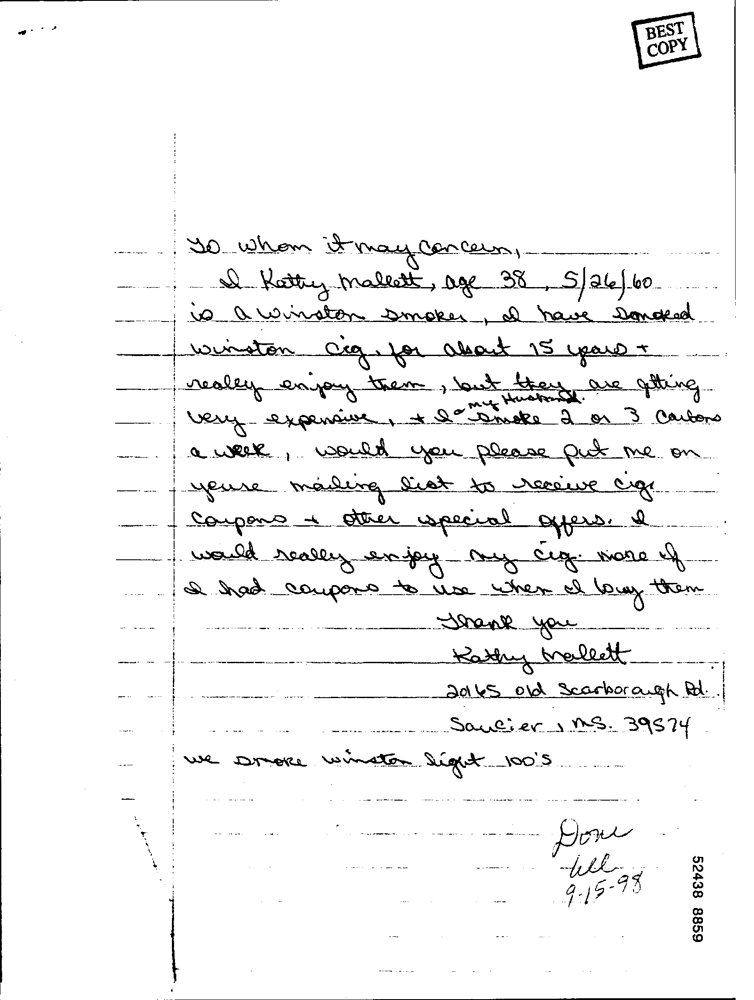 BEST
COPY
To whom it may concern,
I Kathy Mallett, age 38, 5/26/60
is a winston smoker, I have smoked
winston cig. for about 15 years +
really enjoy them, but they are getting
my Husband.
very expensive, + I smoke 2 or 3 cartons
a week, would you please put me on
youre mailing list to receive cig.
coupons + other special offers. I
would really enjoy my cig. more if
I had coupons to use when I buy them
Thank you
Kathy Mallett
20165 old Scarborough Rd.
Saucier, MS. 39574
we smoke winston light 100's
Done
9-15-98
52438 8859